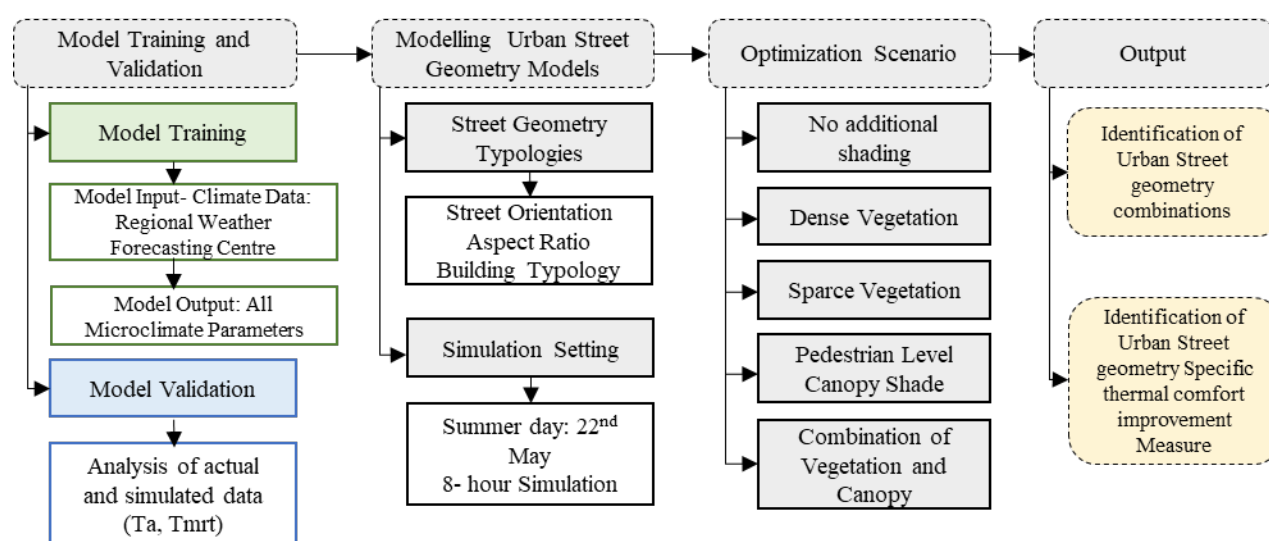 Model Training and
Validation
Model Training
Model Input- Climate Data:
Regional Weather
Forecasting Centre
Model Output: All
Microclimate Parameters
Model Validation
Analysis of actual
and simulated data
(Ta, Tmrt)
Modelling Urban Street
Geometry Models
Street Geometry
Typologies
Street Orientation
Aspect Ratio
Building Typology
Simulation Setting
Summer day: 22nd
May
8- hour Simulation
Optimization Scenario
No additional
shading
Dense Vegetation
Sparce Vegetation
Pedestrian Level
Canopy Shade
Combination of
Vegetation and
Canopy
Output
Identification of
Urban Street
geometry
combinations
Identification of
Urban Street
geometry Specific
thermal comfort
improvement
Measure